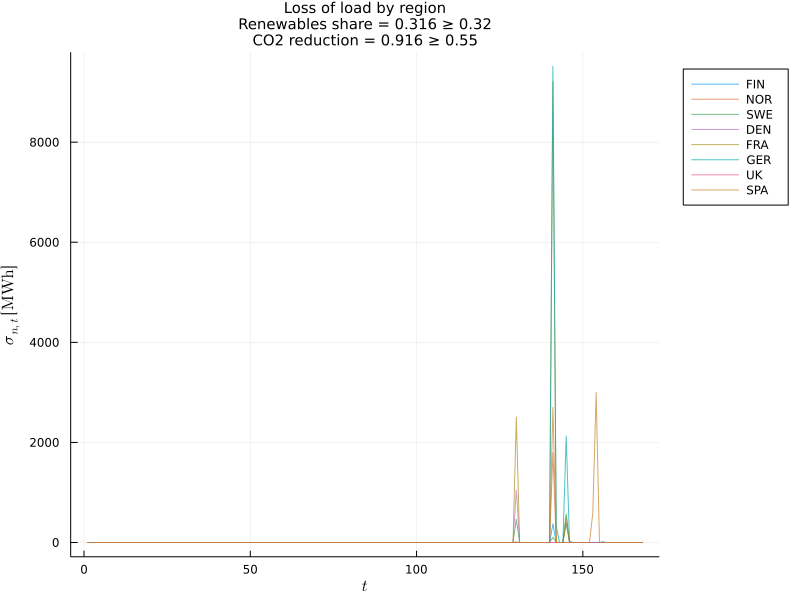 Loss of load by region
Renewables share = 0.316 ≥ 0.32
CO2 reduction = 0.916 ≥ 0.55
σ n, t [MWh]
8000
6000
4000
2000
0
0 50 100 150
t
FIN
NOR
SWE
DEN
FRA
GER
UK
SPA